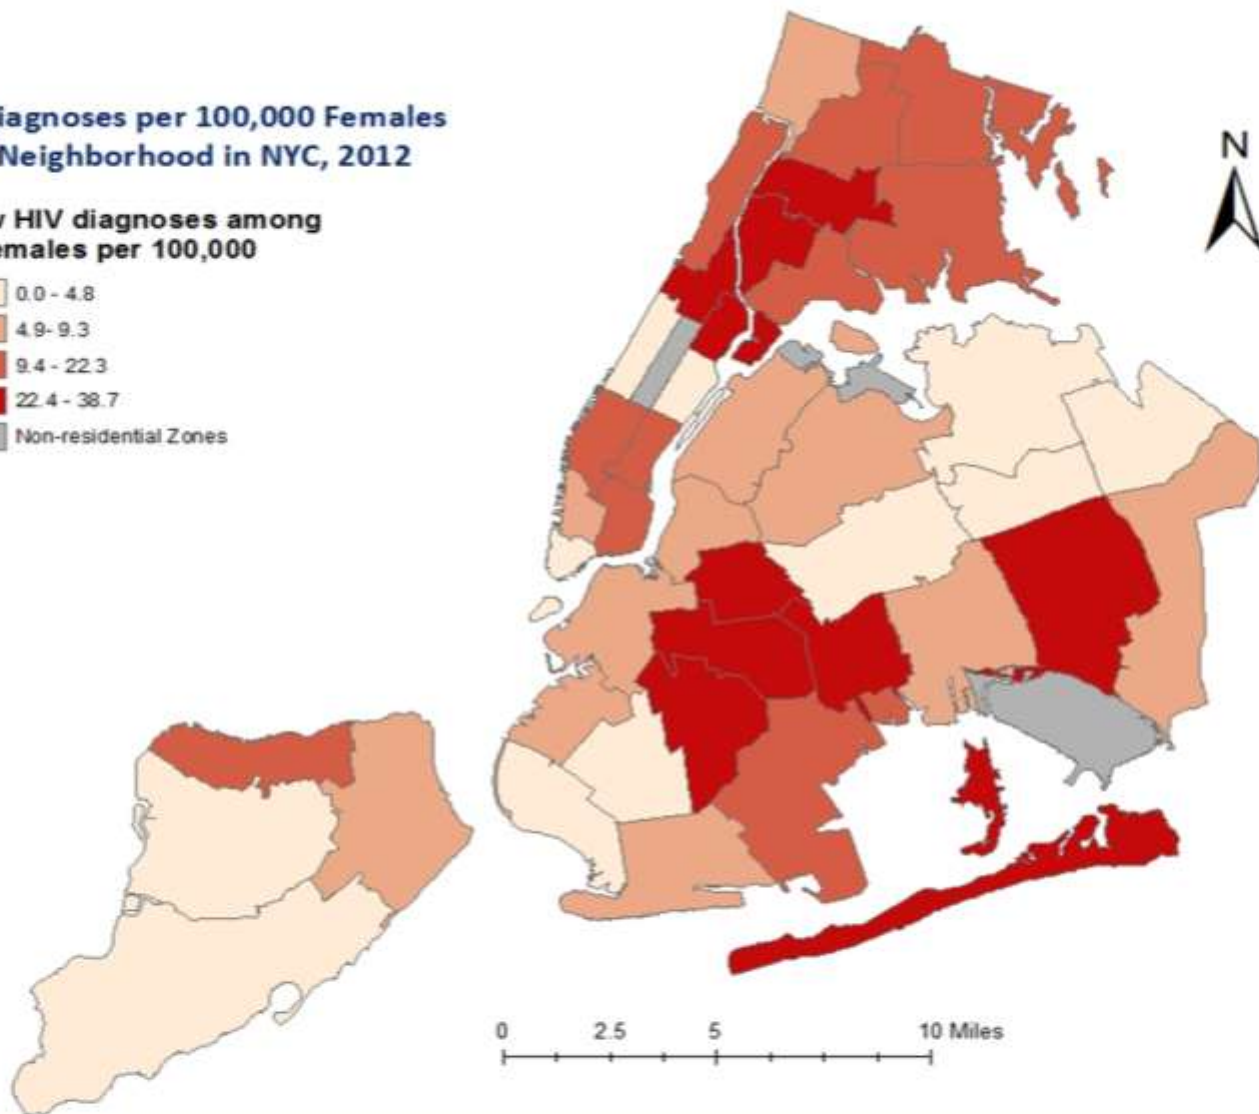 iagnoses per 100,000 Females
Neighborhood in NYC, 2012
HIV diagnoses among
emales per 100,000
0.0 - 4.8
4.9- 9.3
9.4 - 22.3
22.4 - 38.7
Non-residential Zones
N
0 2.5 5 10 Miles